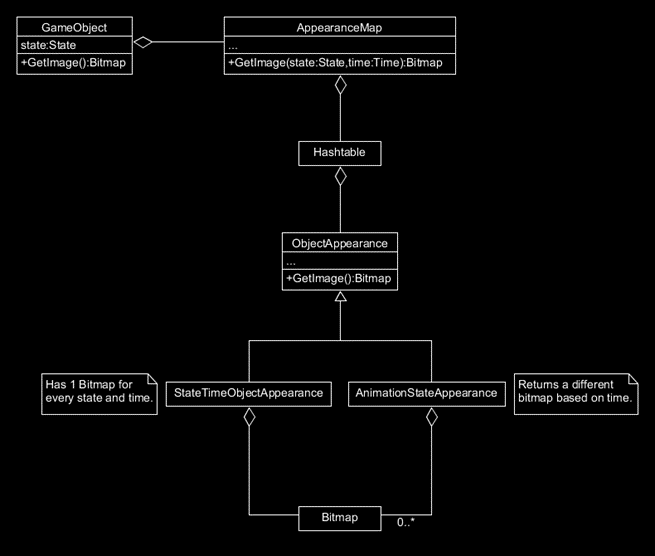 GameObject
state:State
+GetImage():Bitmap
AppearanceMap
...
+GetImage(state:State,time:Time):Bitmap
Hashtable
ObjectAppearance
...
+GetImage():Bitmap
Has 1 Bitmap for
every state and time.
StateTimeObjectAppearance
AnimationStateAppearance
Returns a different
bitmap based on time.
Bitmap
0..*